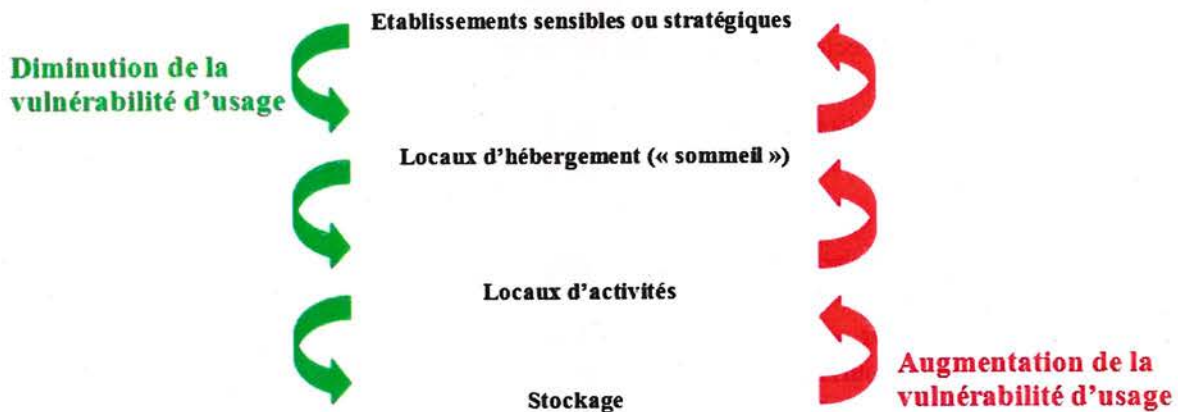 Etablissements sensibles ou stratégiques
Diminution de la
vulnérabilité d'usage
Locaux d'hébergement (« sommeil »)
Locaux d'activités
Augmentation de la
vulnérabilité d'usage
Stockage